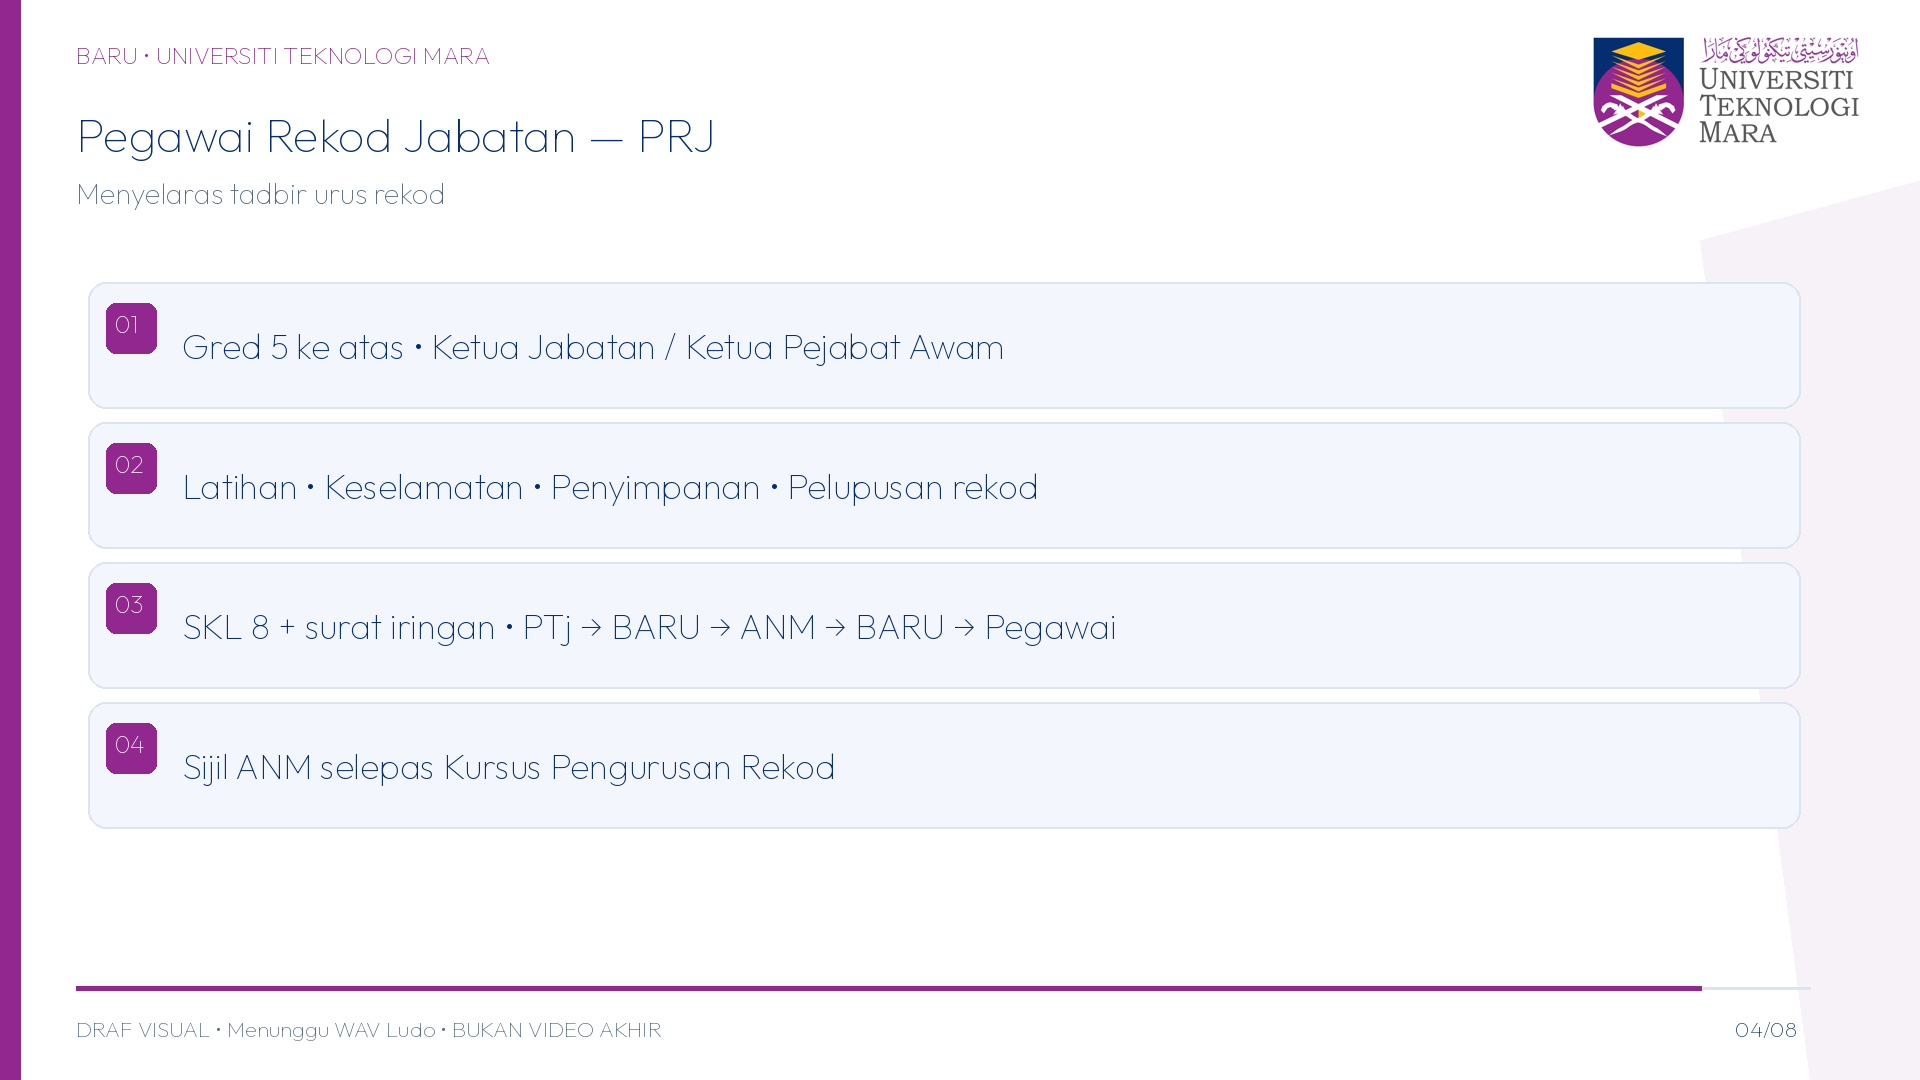 BARU • UNIVERSITI TEKNOLOGI MARA
اونيۏرسيتي تيكنولوڬي مارا
UNIVERSITI
TEKNOLOGI
MARA
Pegawai Rekod Jabatan — PRJ
Menyelaras tadbir urus rekod
01
Gred 5 ke atas • Ketua Jabatan / Ketua Pejabat Awam
02
Latihan • Keselamatan • Penyimpanan • Pelupusan rekod
03
SKL 8 + surat iringan • PTj → BARU → ANM → BARU → Pegawai
04
Sijil ANM selepas Kursus Pengurusan Rekod
DRAF VISUAL • Menunggu WAV Ludo • BUKAN VIDEO AKHIR
04/08